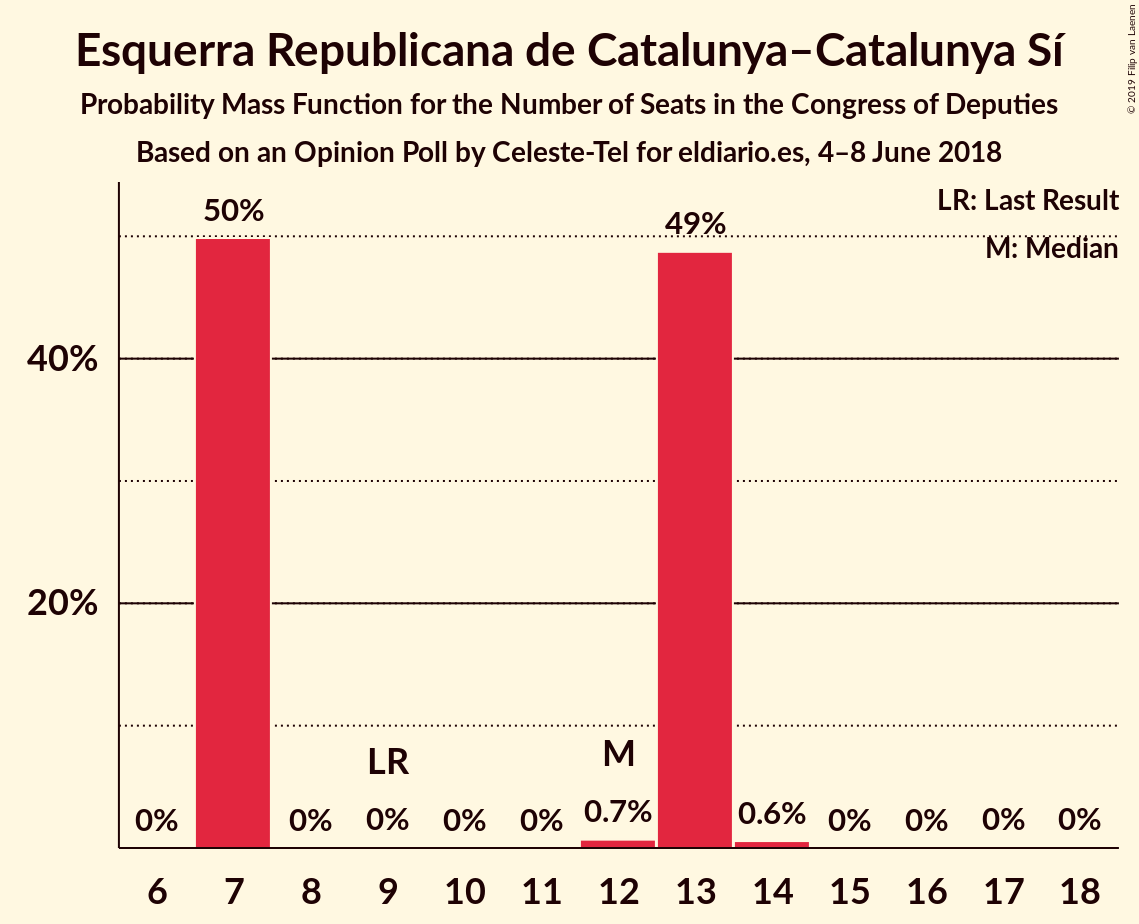 Esquerra Republicana de Catalunya–Catalunya Sí
Probability Mass Function for the Number of Seats in the Congress of Deputies
Based on an Opinion Poll by Celeste-Tel for eldiario.es, 4–8 June 2018
© 2019 Filip van Laenen
LR: Last Result
M: Median
50%
49%
40%
20%
LR
M
0% 0% 0% 0% 0% 0.7% 0.6% 0% 0% 0% 0%
6 7 8 9 10 11 12 13 14 15 16 17 18